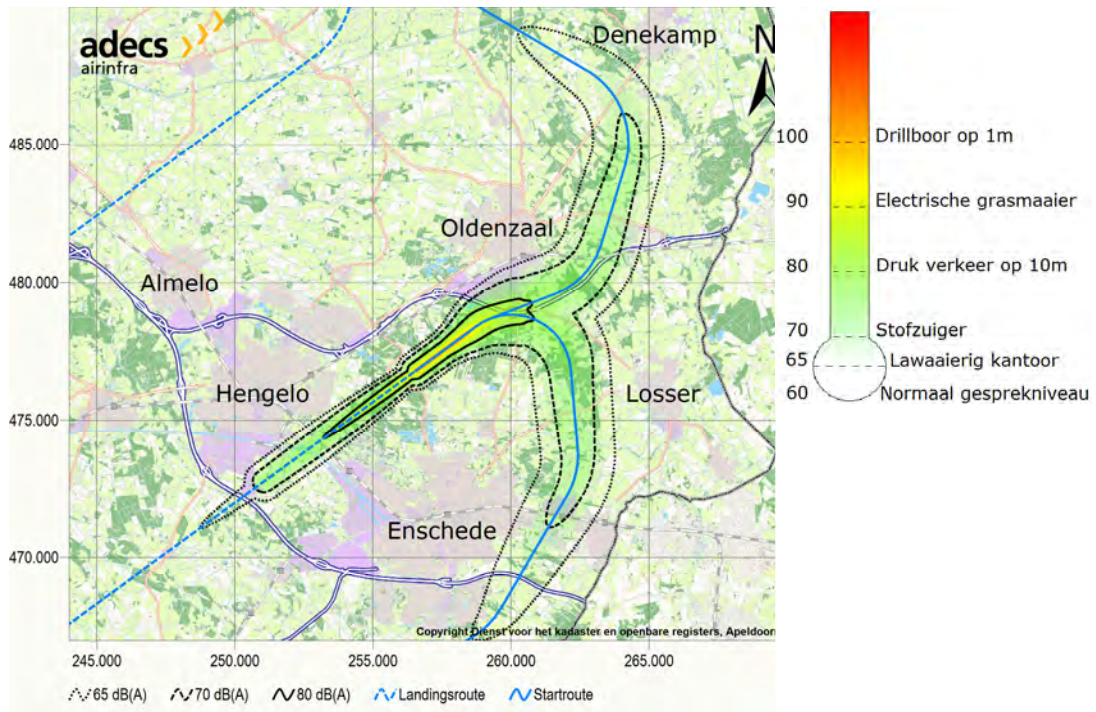 adecs
airinfra
Denekamp
N
485.000
Oldenzaal
480.000
Almelo
Hengelo
Losser
475.000
Enschede
470.000
Copyright Dienst voor het kadaster en openbare registers, Apeldoor
245.000 250.000 255.000 260.000 265.000
65 dB(A) 70 dB(A) 80 dB(A) Landingsroute Startroute
100 Drillboor op 1m
90 Electrische grasmaaier
80 Druk verkeer op 10m
70 Stofzuiger
65 Lawaaierig kantoor
60 Normaal gesprekniveau